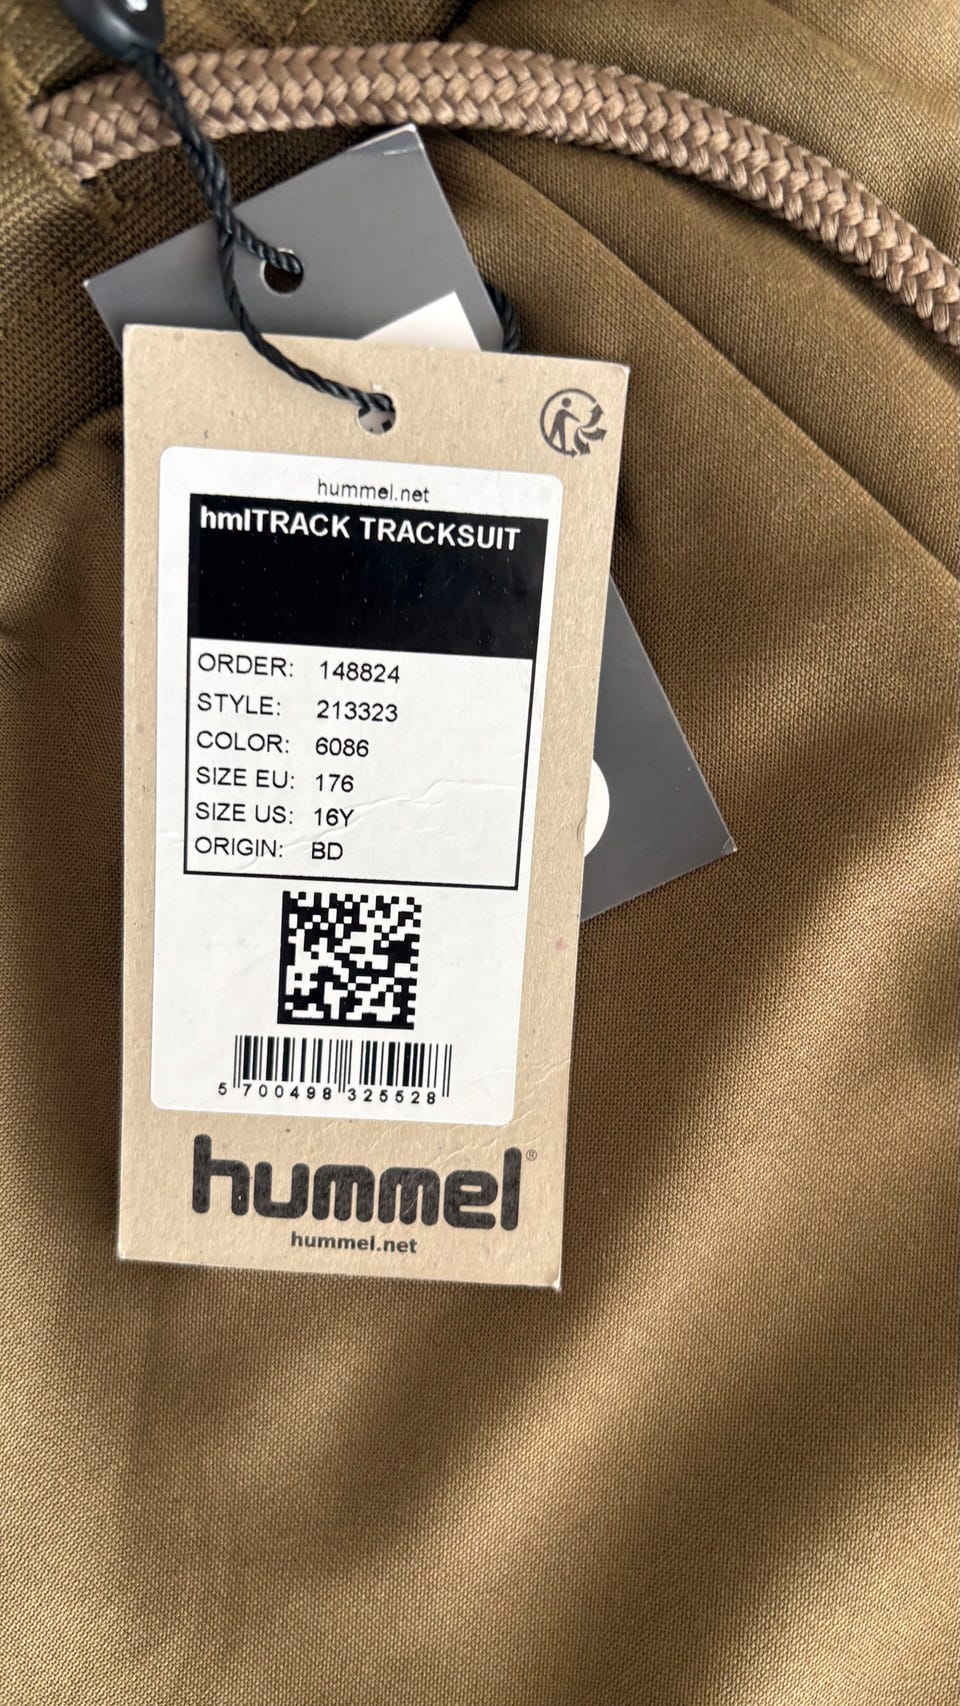 hummel.net
hmlTRACK TRACKSUIT
ORDER: 148824
STYLE: 213323
COLOR: 6086
SIZE EU: 176
SIZE US: 16Y
ORIGIN: BD
5 700498 325528
hummel®
hummel.net